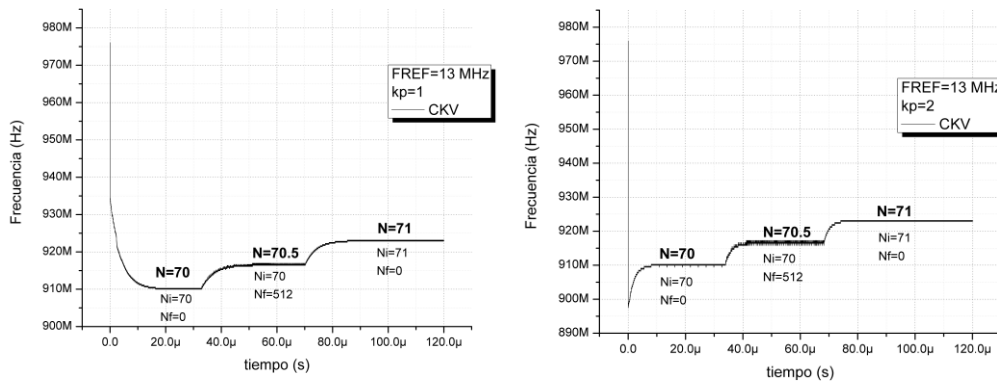 980M
970M
960M
950M
940M
930M
920M
910M
900M
Frecuencia (Hz)
FREF=13 MHz
kp=1
CKV
N=70
Ni=70
Nf=0
N=70.5
Ni=70
Nf=512
N=71
Ni=71
Nf=0
0.0 20.0µ 40.0µ 60.0µ 80.0µ 100.0µ 120.0µ
tiempo (s)
980M
970M
960M
950M
940M
930M
920M
910M
900M
890M
Frecuencia (Hz)
FREF=13 MHz
kp=2
CKV
N=70
Ni=70
Nf=0
N=70.5
Ni=70
Nf=512
N=71
Ni=71
Nf=0
0.0 20.0µ 40.0µ 60.0µ 80.0µ 100.0µ 120.0µ
tiempo (s)